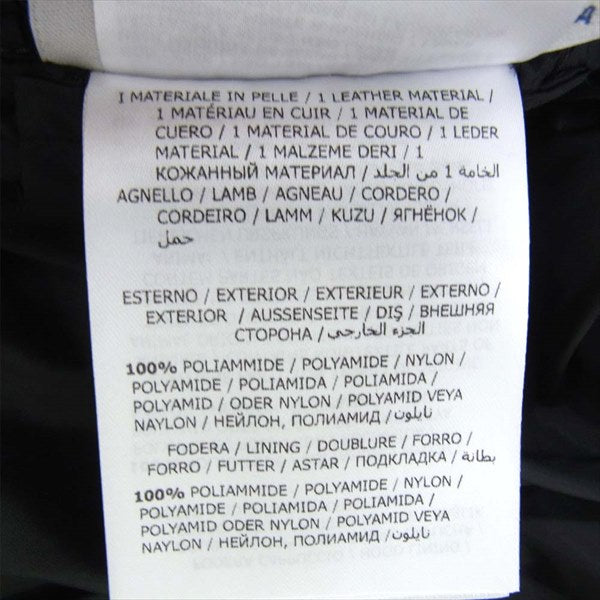 A
1 MATERIALE IN PELLE / 1 LEATHER MATERIAL /
1 MATÉRIAU EN CUIR / 1 MATERIAL DE
CUERO / 1 MATERIAL DE COURO / 1 LEDER
MATERIAL / 1 MALZEME DERI / 1
КОЖАННЫЙ МАТЕРИАЛ / الخامة 1 من الجلد
AGNELLO / LAMB / AGNEAU / CORDERO /
CORDEIRO / LAMM / KUZU / ЯГНЁНОК /
حمل
ESTERNO / EXTERIOR / EXTERIEUR / EXTERNO /
EXTERIOR / AUSSENSEITE / DIŞ / ВНЕШНЯЯ
СТОРОНА / الجزء الخارجي
100% POLIAMMIDE / POLYAMIDE / NYLON /
POLYAMIDE / POLIAMIDA / POLIAMIDA /
POLYAMID / ODER NYLON / POLYAMID VEYA
NAYLON / НЕЙЛОН, ПОЛИАМИД / نايلون
FODERA / LINING / DOUBLURE / FORRO /
FORRO / FUTTER / ASTAR / ПОДКЛАДКА / بطانة
100% POLIAMMIDE / POLYAMIDE / NYLON /
POLYAMIDE / POLIAMIDA / POLIAMIDA /
POLYAMID ODER NYLON / POLYAMID VEYA
NAYLON / НЕЙЛОН, ПОЛИАМИД / نايلون